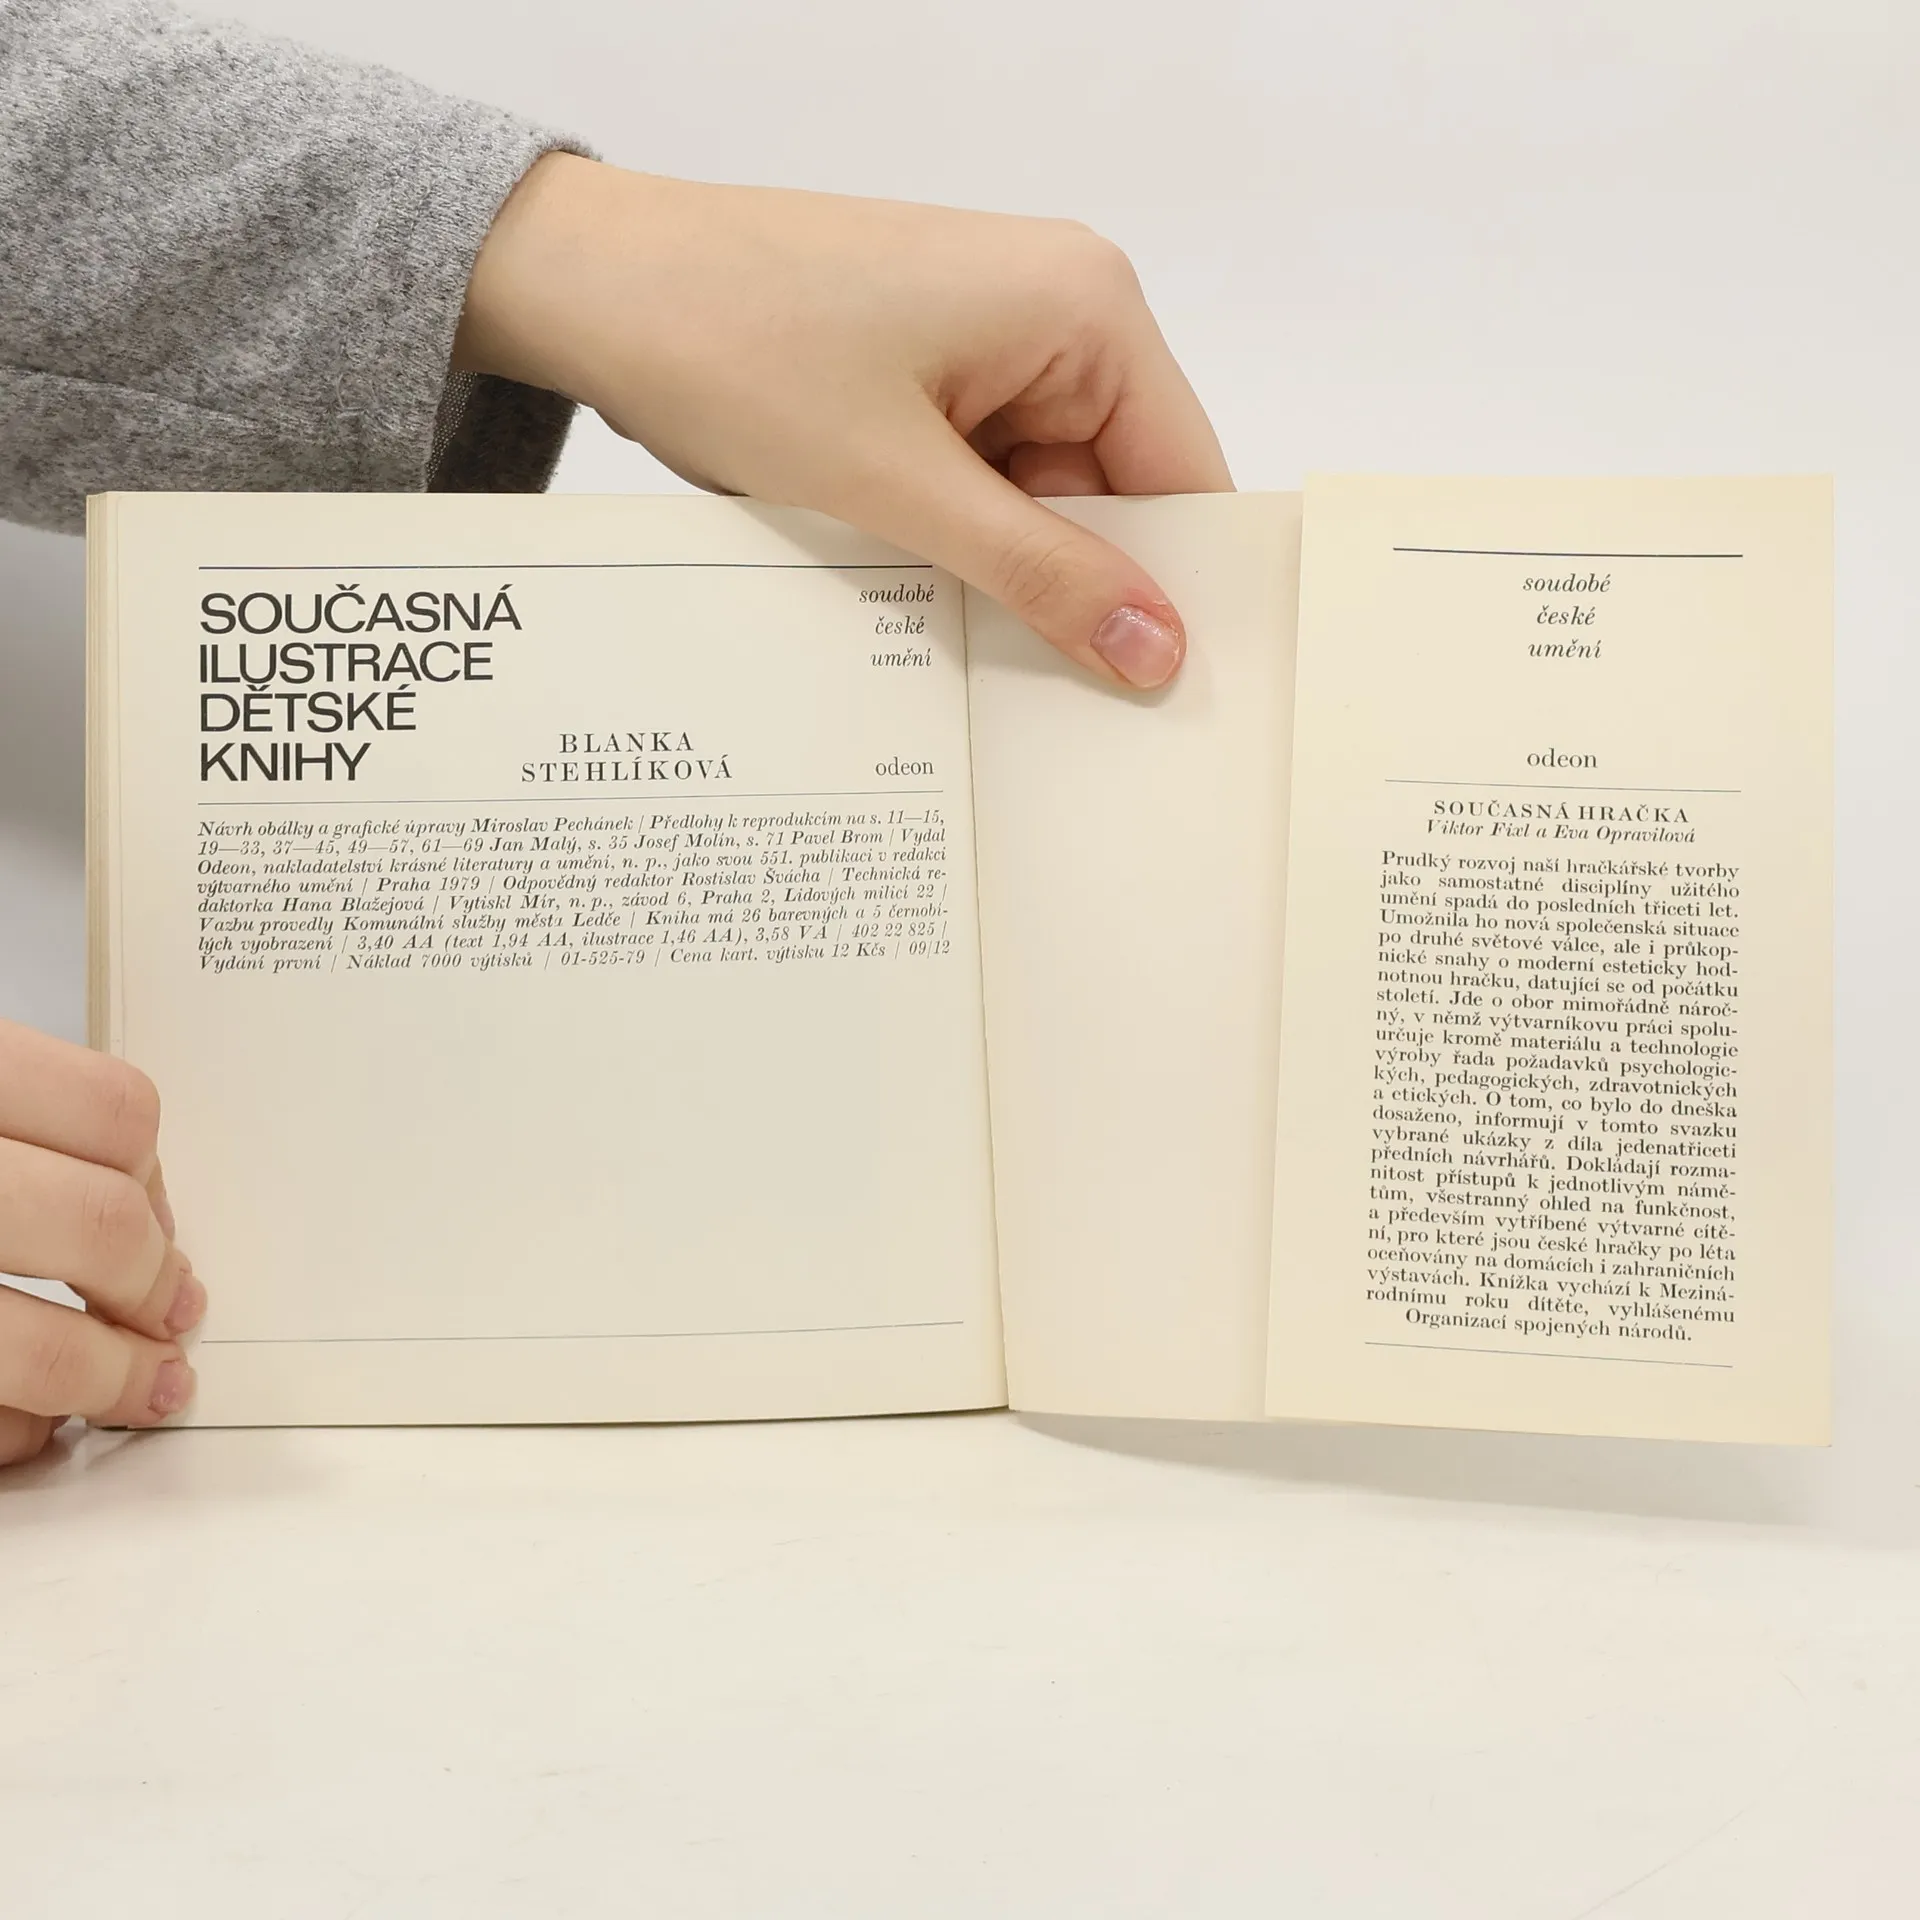 SOUČASNÁ
ILUSTRACE
DĚTSKÉ
KNIHY
BLANKA
STEHLÍKOVÁ
soudobé
české
umění
odeon
Návrh obálky a grafické úpravy Miroslav Pechánek | Předlohy k reprodukcím na s. 11—15,
19—33, 37—45, 49—57, 61—69 Jan Malý, s. 35 Josef Molín, s. 71 Pavel Brom | Vydal
Odeon, nakladatelství krásné literatury a umění, n. p., jako svou 551. publikaci v redakci
výtvarného umění | Praha 1979 | Odpovědný redaktor Rostislav Švácha | Technická re-
daktorka Hana Blažejová | Vytiskl Mír, n. p., závod 6, Praha 2, Lidových milicí 22 |
Vazbu provedly Komunální služby města Ledče | Kniha má 26 barevných a 5 černobí-
lých vyobrazení | 3,40 AA (text 1,94 AA, ilustrace 1,46 AA), 3,58 VA | 402 22 825 |
Vydání první | Náklad 7000 výtisků | 01-525-79 | Cena kart. výtisku 12 Kčs | 09/12
soudobé
české
umění
odeon
SOUČASNÁ HRAČKA
Viktor Fixl a Eva Opravilová
Prudký rozvoj naší hračkářské tvorby
jako samostatné disciplíny užitého
umění spadá do posledních třiceti let.
Umožnila ho nová společenská situace
po druhé světové válce, ale i průkop-
nické snahy o moderní esteticky hod-
notnou hračku, datující se od počátku
století. Jde o obor mimořádně nároč-
ný, v němž výtvarníkovu práci spolu-
určuje kromě materiálu a technologie
výroby řada požadavků psychologic-
kých, pedagogických, zdravotnických
a etických. O tom, co bylo do dneška
dosaženo, informují v tomto svazku
vybrané ukázky z díla jedenatřiceti
předních návrhářů. Dokládají rozma-
nitost přístupů k jednotlivým námě-
tům, všestranný ohled na funkčnost,
a především vytříbené výtvarné cítě-
ní, pro které jsou české hračky po léta
oceňovány na domácích i zahraničních
výstavách. Knížka vychází k Meziná-
rodnímu roku dítěte, vyhlášenému
Organizací spojených národů.